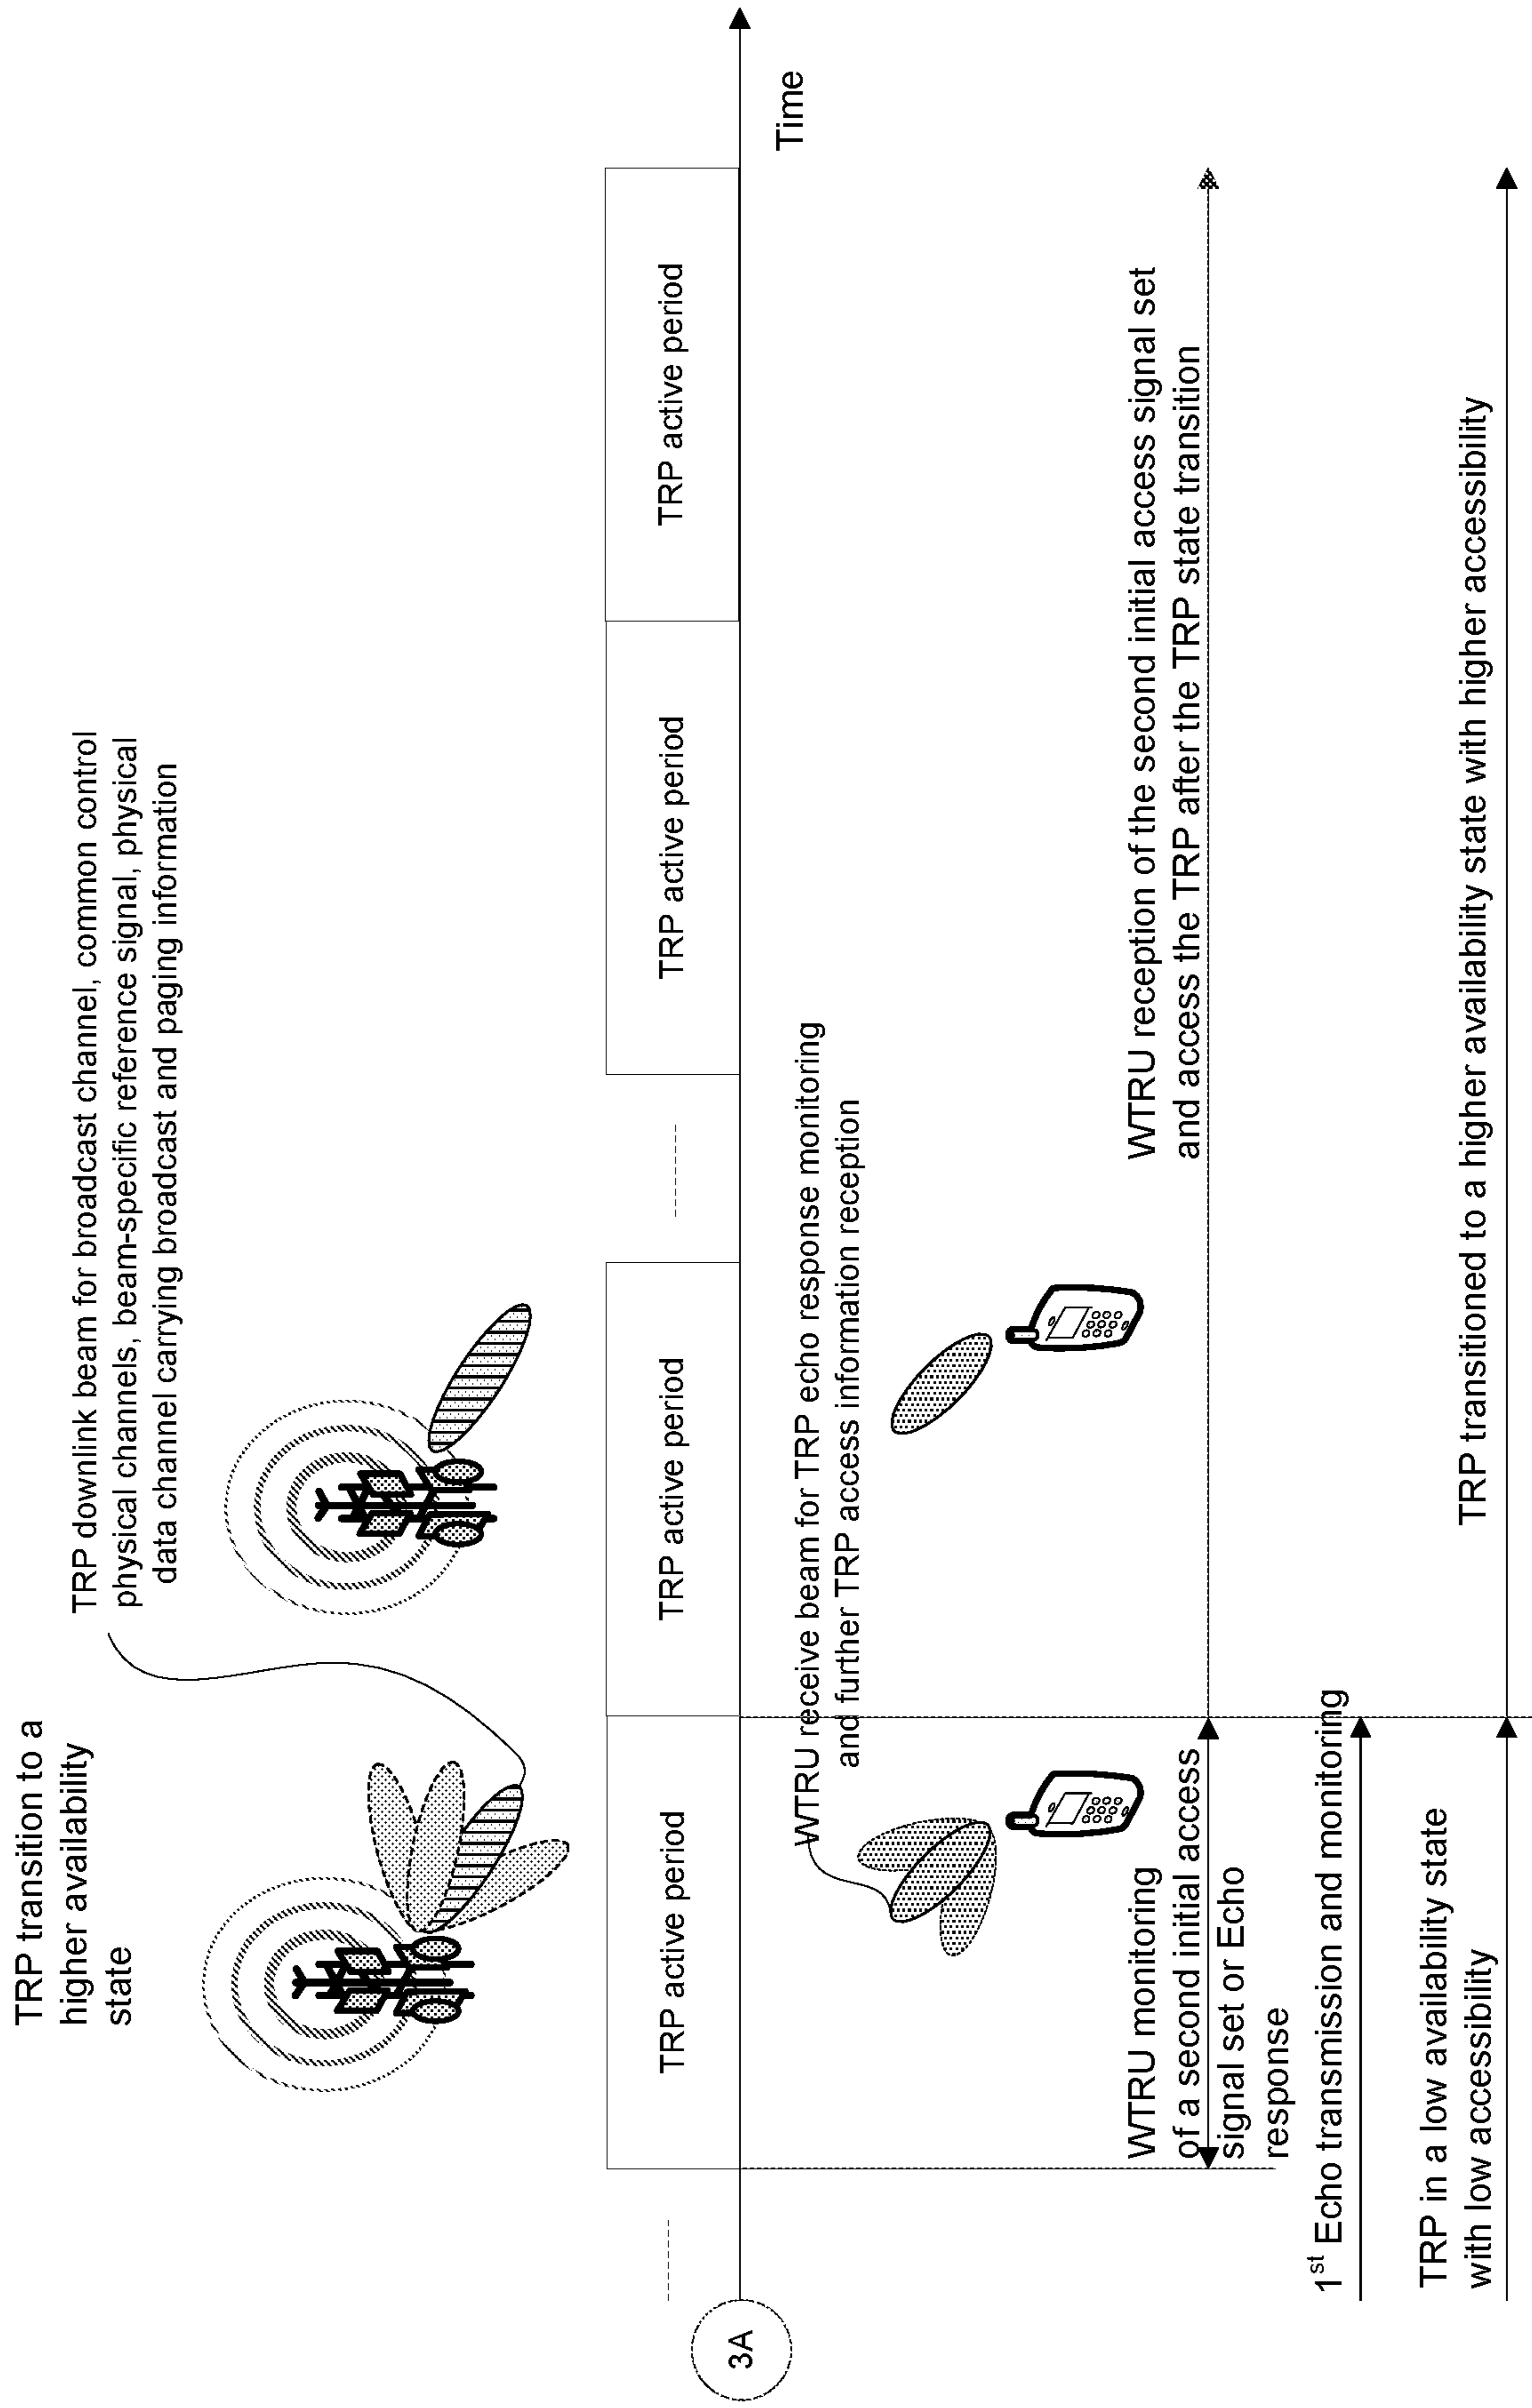 TRP transition to a
higher availability
state
TRP downlink beam for broadcast channel, common control
physical channels, beam-specific reference signal, physical
data channel carrying broadcast and paging information
TRP active period
TRP active period
TRP active period
TRP active period
3A
Time
WTRU receive beam for TRP echo response monitoring
and further TRP access information reception
WTRU monitoring
of a second initial access
signal set or Echo
response
WTRU reception of the second initial access signal set
and access the TRP after the TRP state transition
1st Echo transmission and monitoring
TRP in a low availability state
with low accessibility
TRP transitioned to a higher availability state with higher accessibility